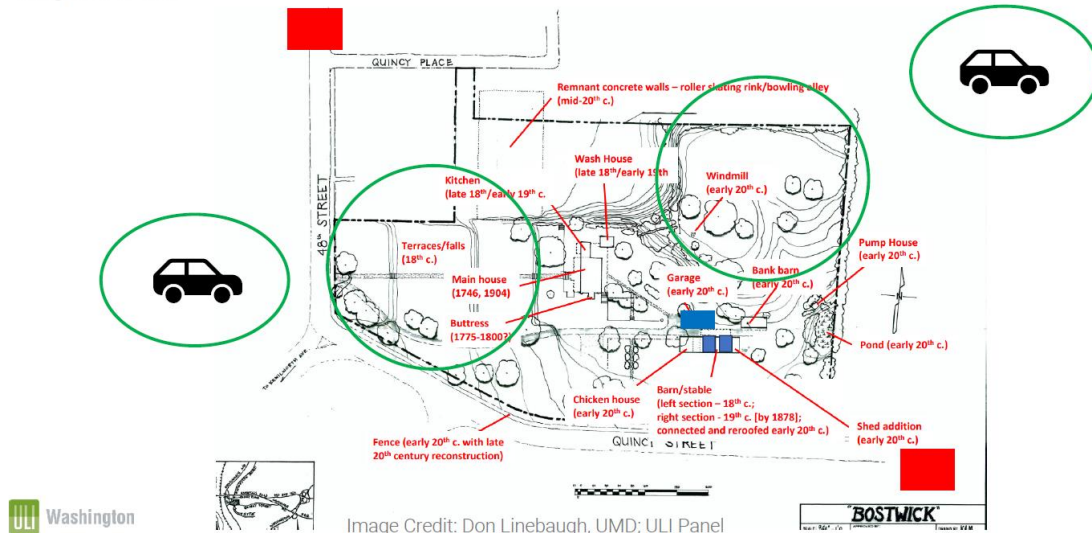 QUINCY PLACE
Remnant concrete walls – roller skating rink/bowling alley
(mid-20th c.)
Wash House
(late 18th/early 19th
Kitchen
(late 18th/early 19th c.
Windmill
(early 20th c.)
48th STREET
Terraces/falls
(18th c.)
Pump House
(early 20th c.)
Main house
(1746, 1904)
Garage
(early 20th c.)
Bank barn
(early 20th c.)
N
Buttress
(1775-1800?)
Pond (early 20th c.)
Chicken house
(early 20th c.)
Barn/stable
(left section – 18th c.;
right section - 19th c. [by 1878];
connected and reroofed early 20th c.)
Shed addition
(early 20th c.)
Fence (early 20th c. with late
20th century reconstruction)
QUINCY STREET
"BOSTWICK"
ULI Washington
Image Credit: Don Linebaugh, UMD; ULI Panel